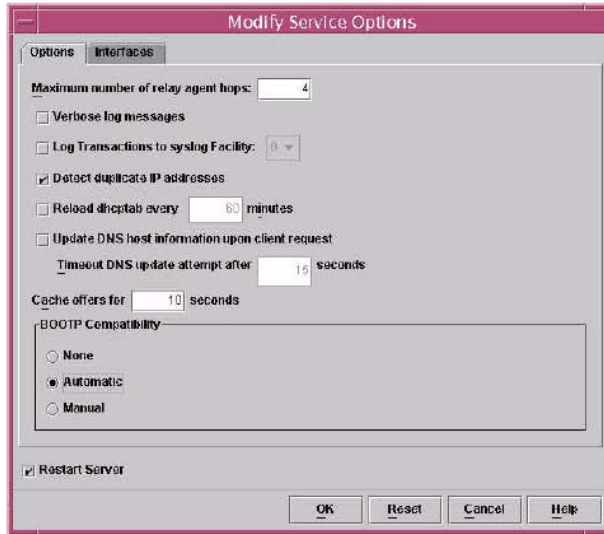 Modify Service Options
Options Interfaces
Maximum number of relay agent hops: 4
Verbose log messages
Log Transactions to syslog Facility: 0
Detect duplicate IP addresses
Reload dhcptab every 60 minutes
Update DNS host information upon client request
Timeout DNS update attempt after 15 seconds
Cache offers for 10 seconds
BOOTP Compatibility
None
Automatic
Manual
Restart Server
OK Reset Cancel Help